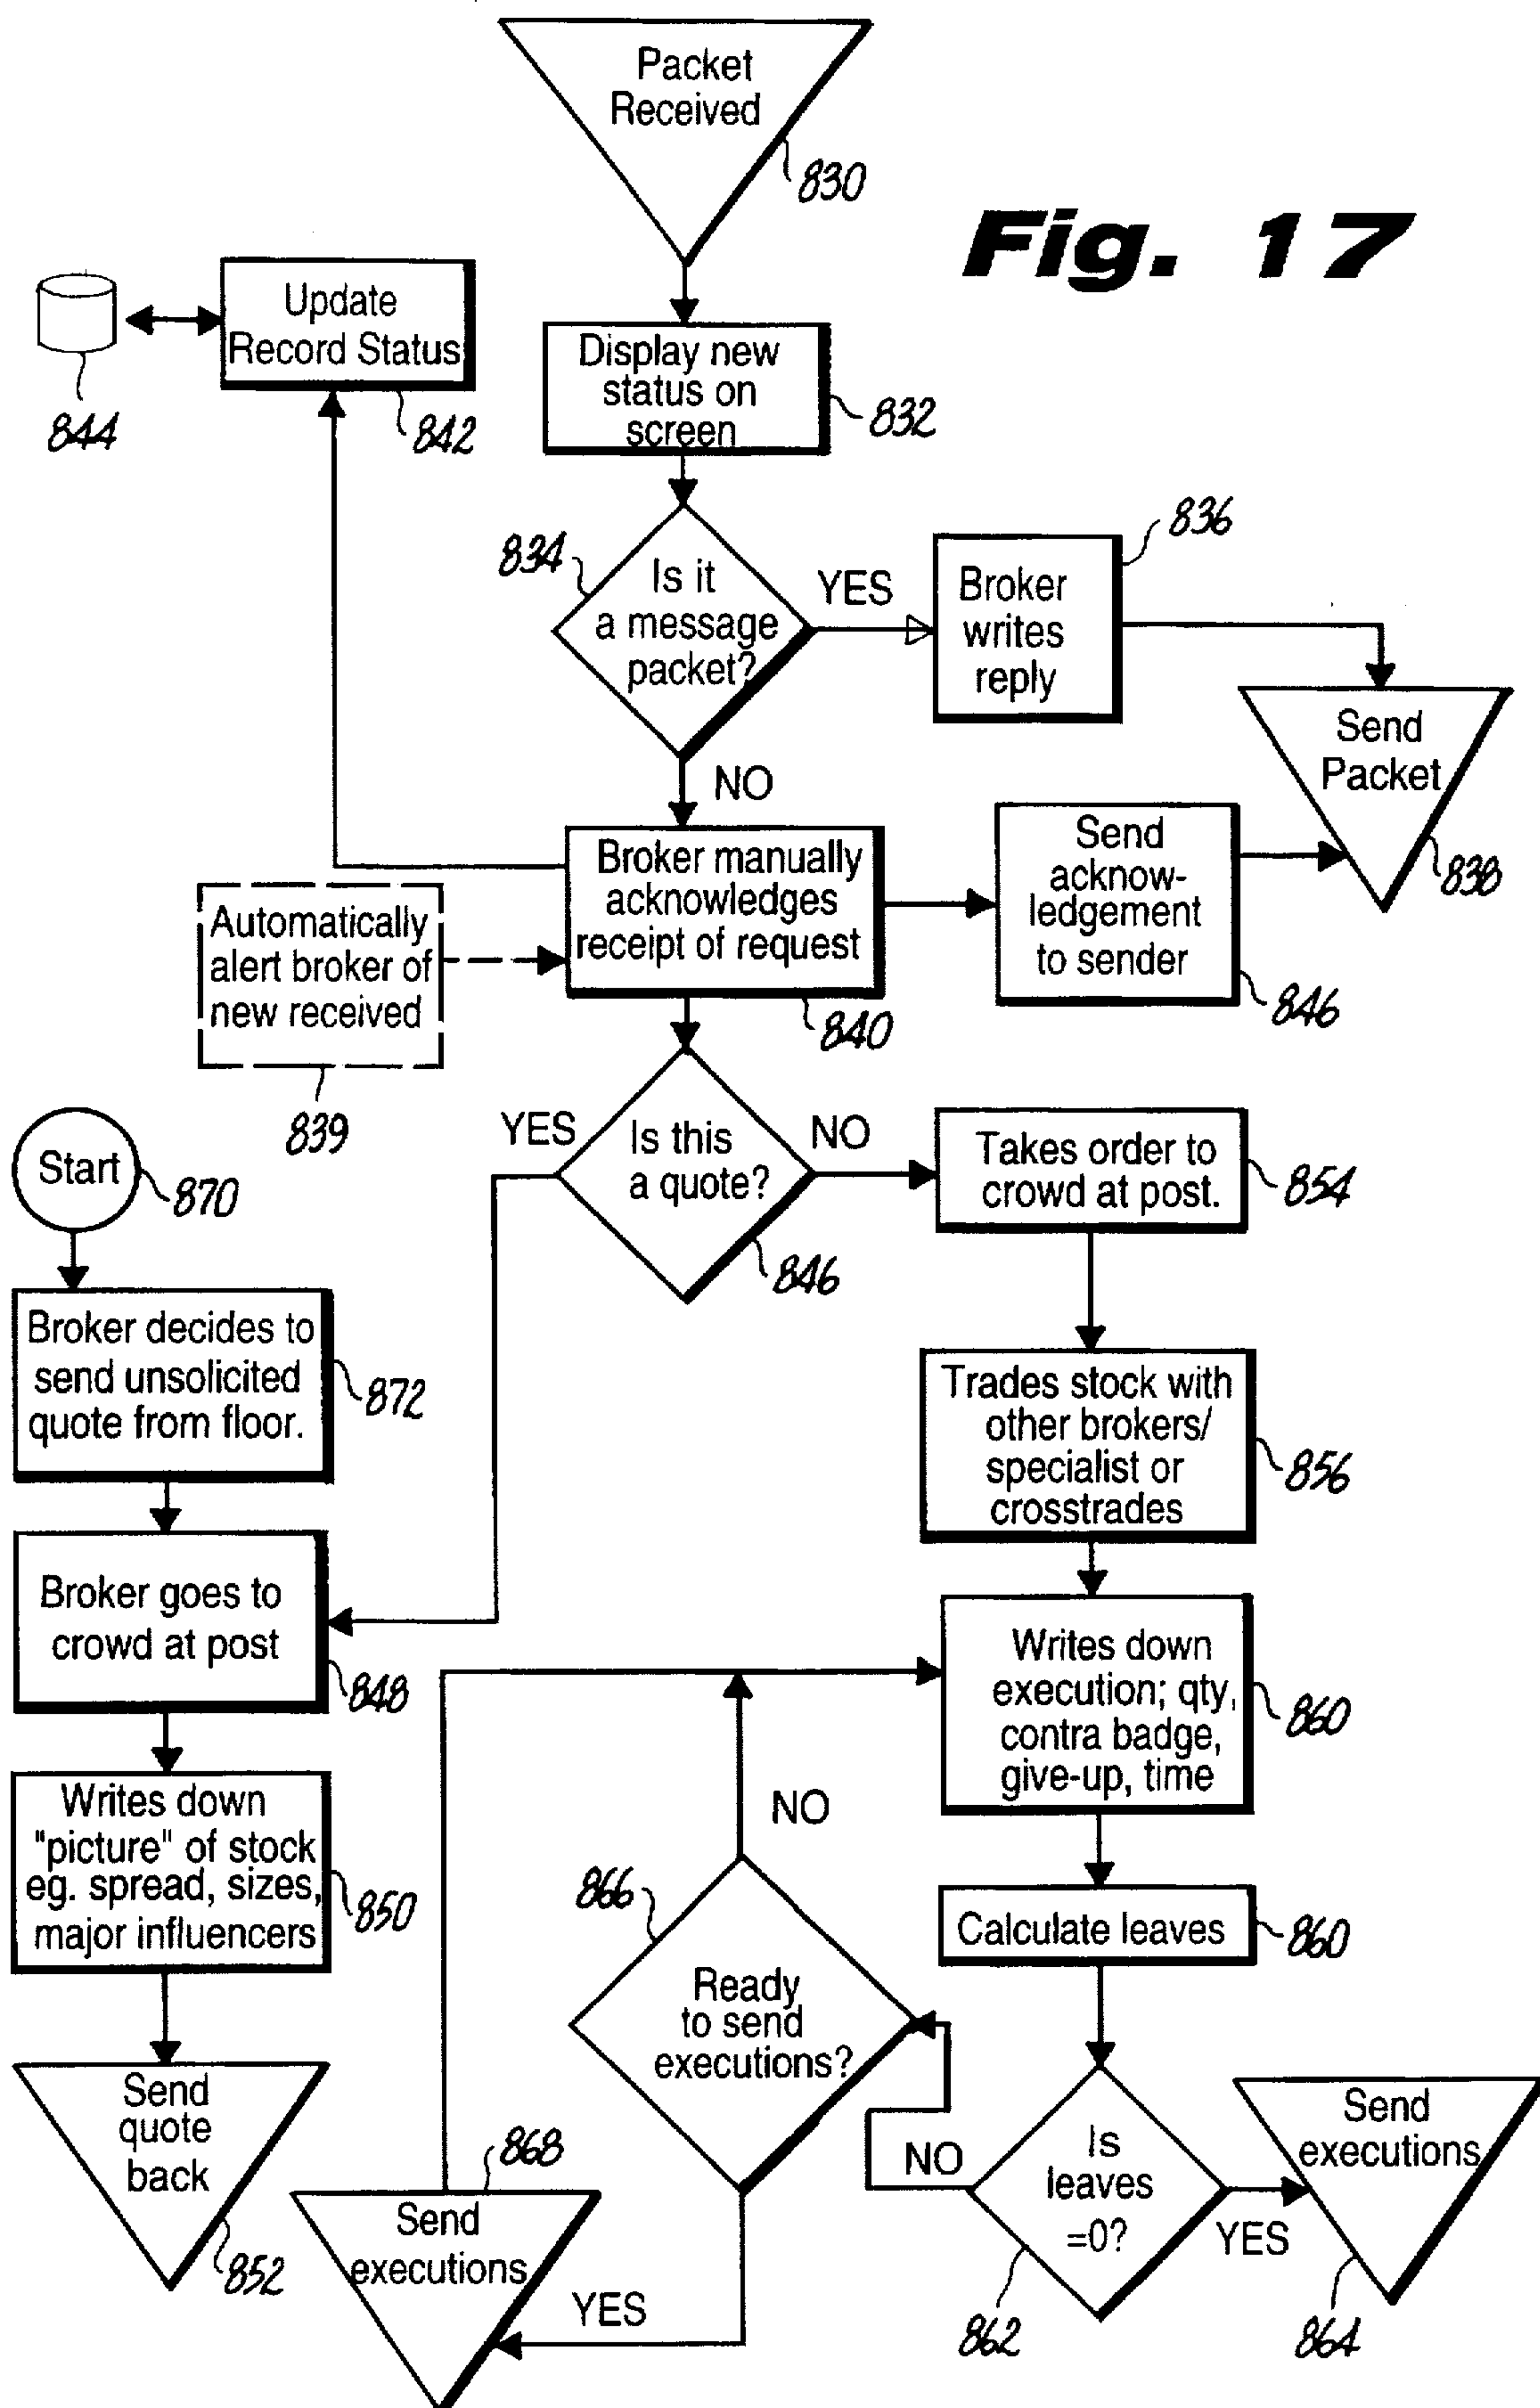 Packet
Received
830
Fig. 17
Update
Record Status
844
842
Display new
status on
screen
832
834
Is it
a message
packet?
YES
836
Broker
writes
reply
NO
Send
Packet
838
Broker manually
acknowledges
receipt of request
840
Send
acknow-
ledgement
to sender
846
Automatically
alert broker of
new received
839
YES
Is this
a quote?
NO
846
Takes order to
crowd at post.
854
Start
870
Broker decides to
send unsolicited
quote from floor.
872
Trades stock with
other brokers/
specialist or
crosstrades
856
Broker goes to
crowd at post
848
Writes down
execution; qty,
contra badge,
give-up, time
860
Writes down
"picture" of stock
eg. spread, sizes,
major influencers
850
NO
866
Ready
to send
executions?
Calculate leaves
860
Send
quote
back
852
868
Send
executions
YES
NO
Is
leaves
=0?
862
YES
Send
executions
864